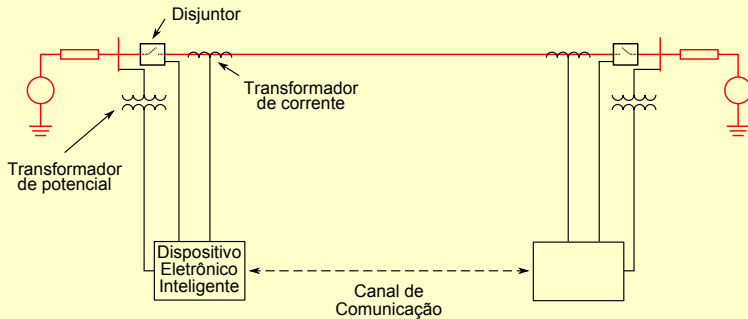 Disjuntor
Transformador
de corrente
Transformador
de potencial
Dispositivo
Eletrônico
Inteligente
Canal de
Comunicação